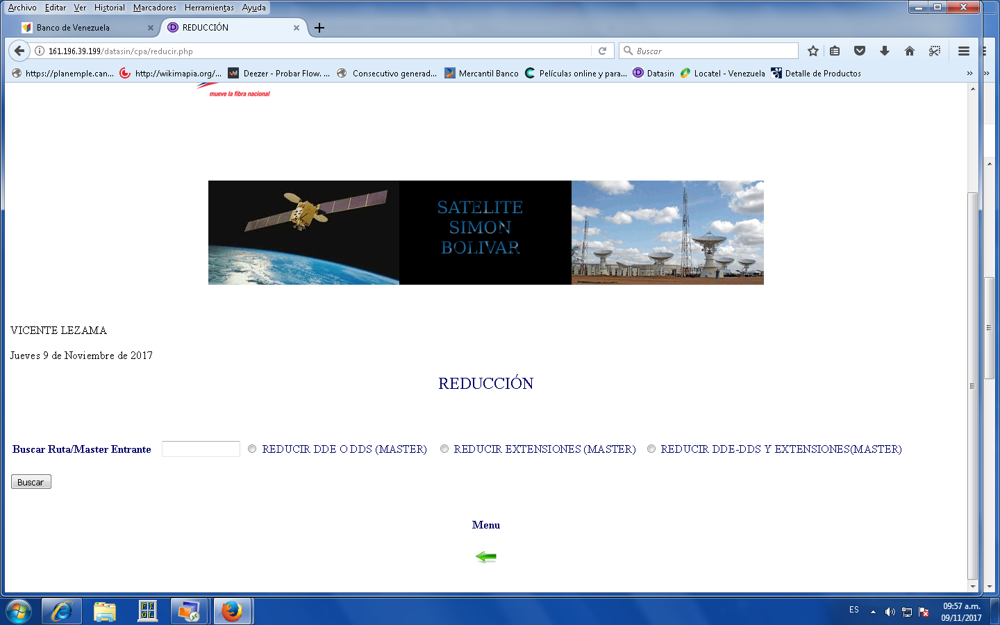 Archivo Editar Ver Historial Marcadores Herramientas Ayuda
Banco de Venezuela
REDUCCIÓN
161.196.39.199/datasin/cpa/reducir.php
Buscar
https://planemple.can...
http://wikimapia.org/...
Deezer - Probar Flow. ...
Consecutivo generad...
Mercantil Banco
Películas online y para...
Datasin
Locatel - Venezuela
Detalle de Productos
mueve la fibra nacional
SATELITE
SIMON
BOLIVAR
VICENTE LEZAMA
Jueves 9 de Noviembre de 2017
REDUCCIÓN
Buscar Ruta/Master Entrante REDUCIR DDE O DDS (MASTER) REDUCIR EXTENSIONES (MASTER) REDUCIR DDE-DDS Y EXTENSIONES(MASTER)
Buscar
Menu
ES
09:57 a.m.
09/11/2017